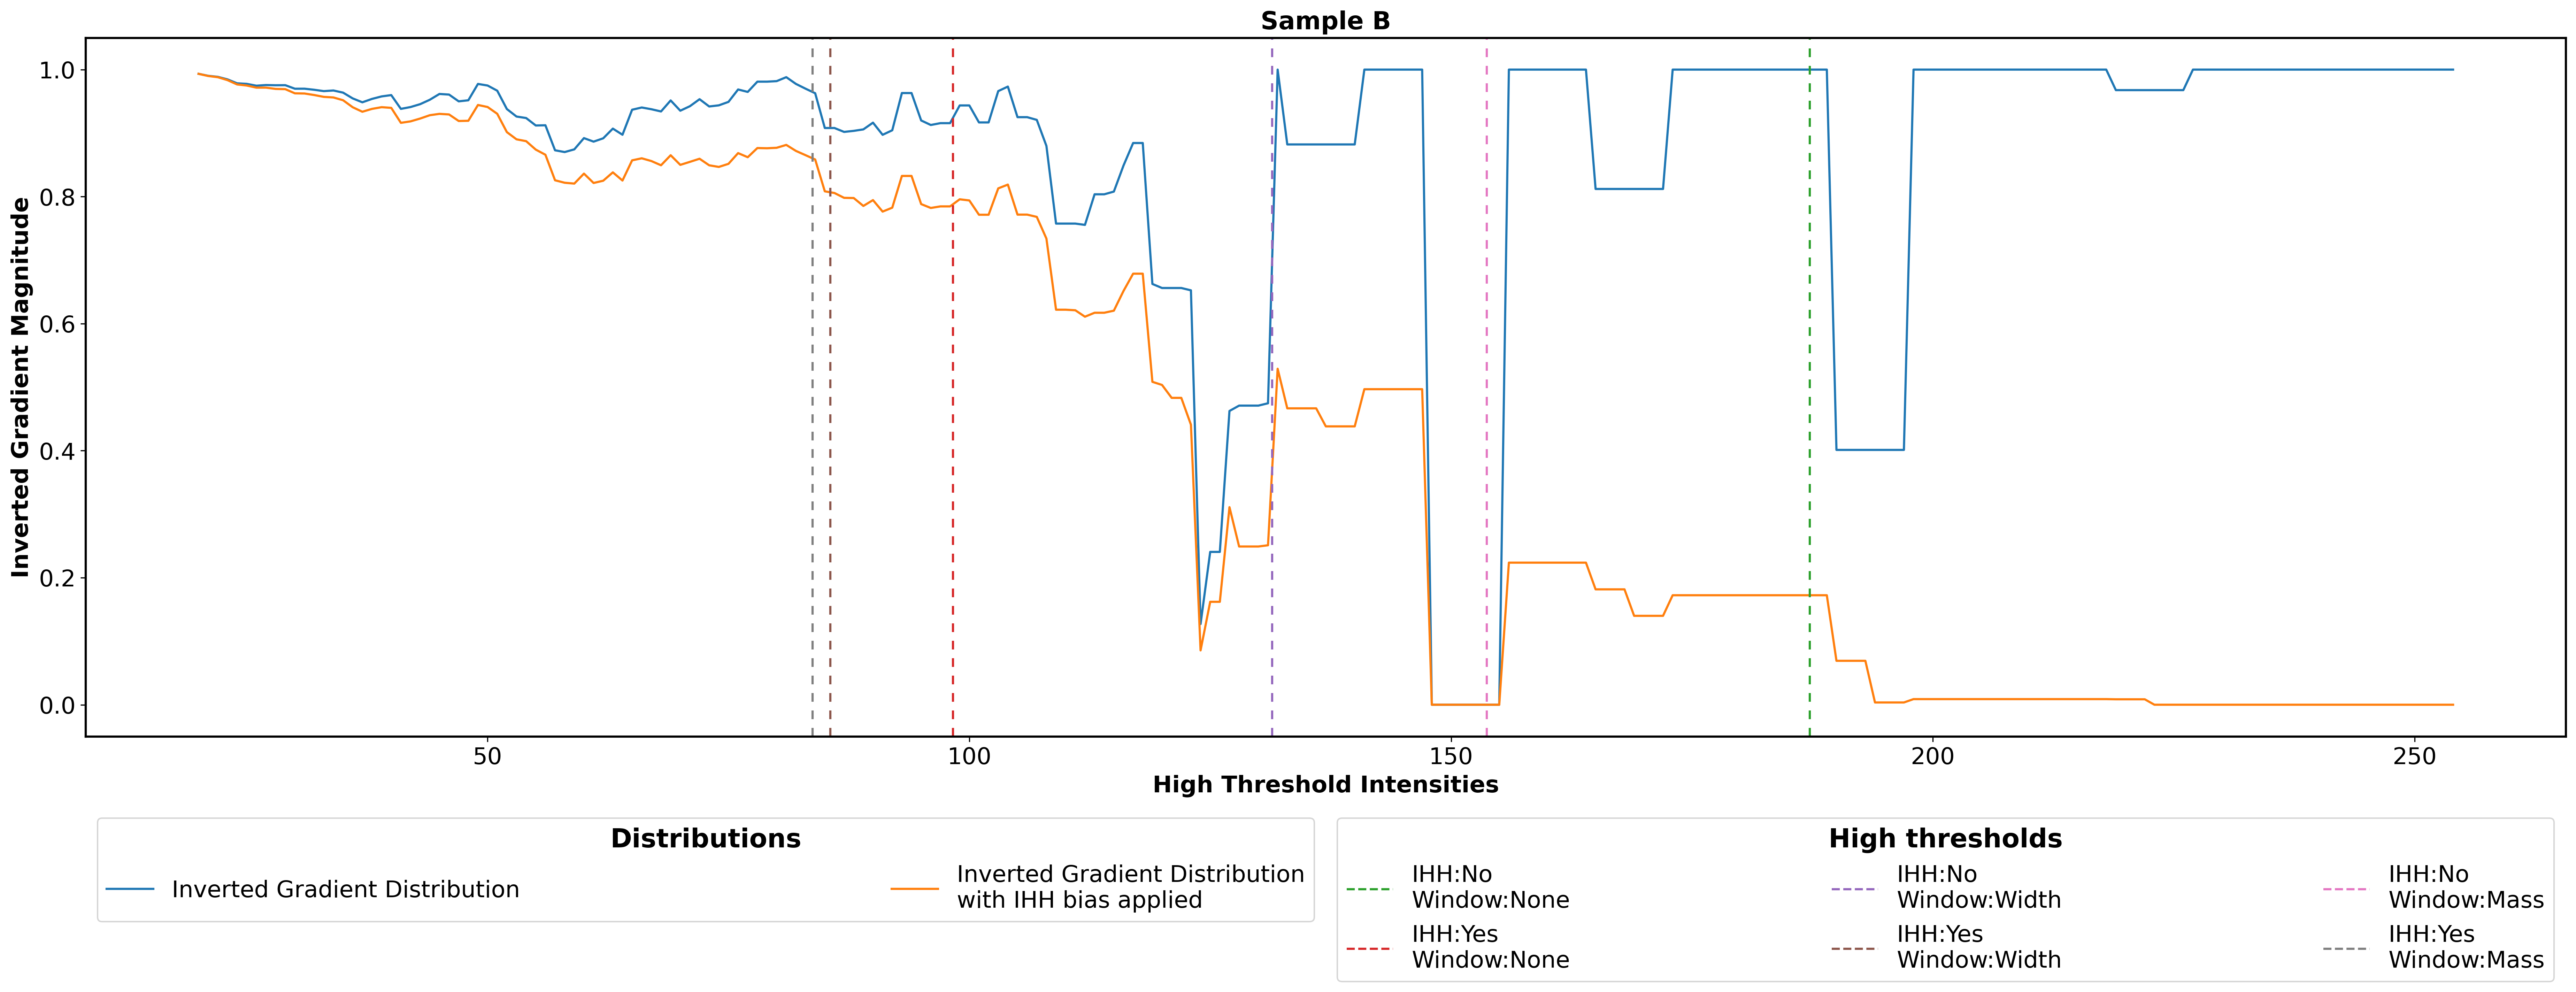 Sample B
Inverted Gradient Magnitude
1.0
0.8
0.6
0.4
0.2
0.0
50
100
150
200
250
High Threshold Intensities
Distributions
Inverted Gradient Distribution
Inverted Gradient Distribution
with IHH bias applied
High thresholds
IHH:No
Window:None
IHH:No
Window:Width
IHH:No
Window:Mass
IHH:Yes
Window:None
IHH:Yes
Window:Width
IHH:Yes
Window:Mass